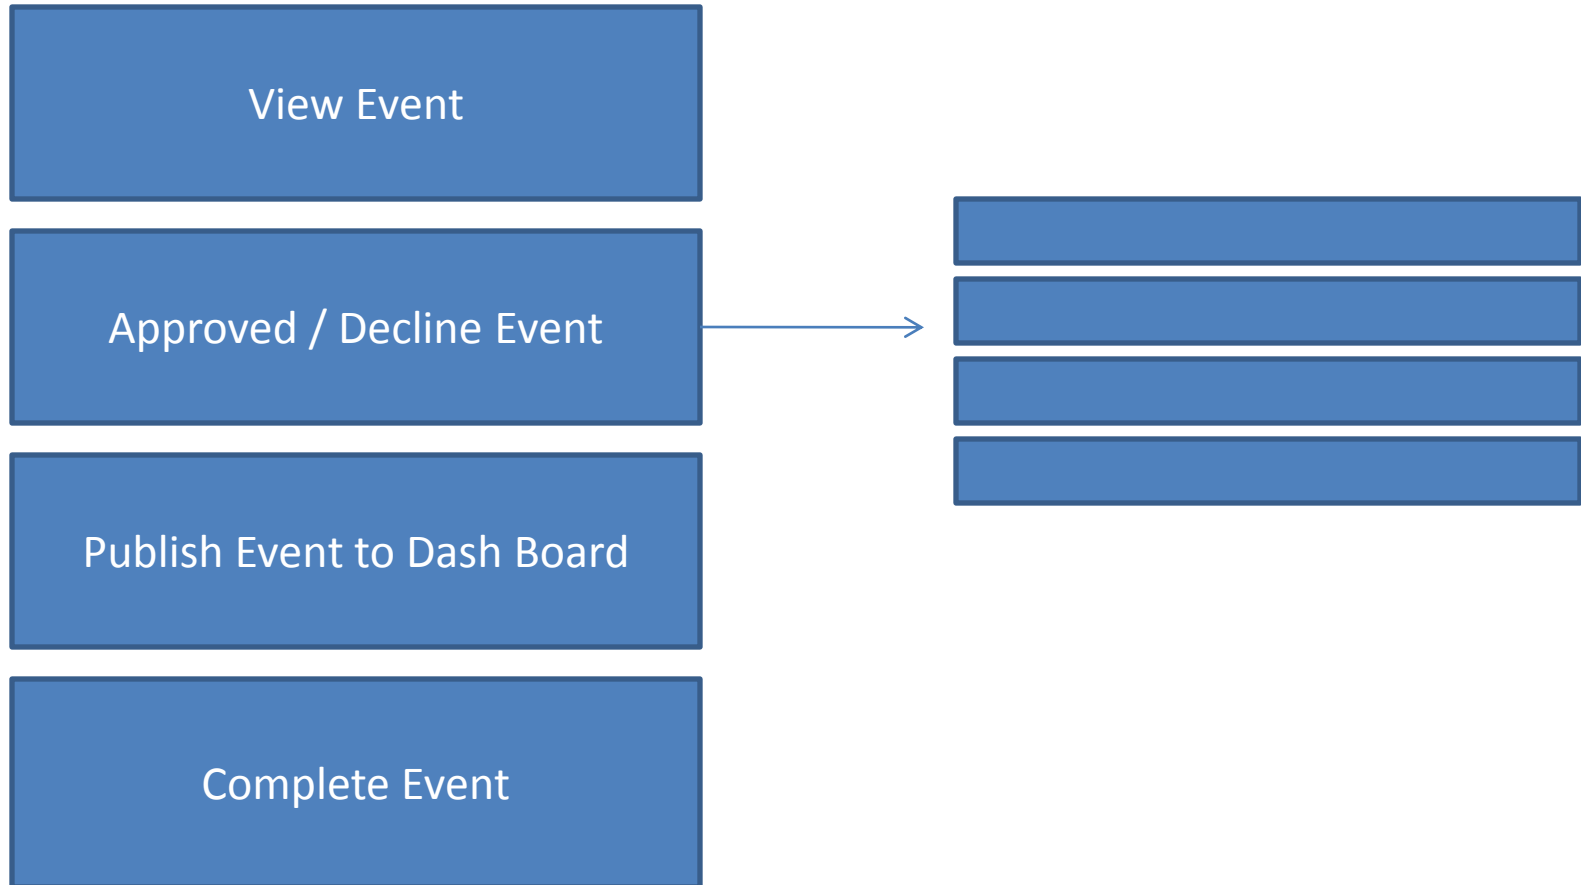 View Event
Approved / Decline Event
Publish Event to Dash Board
Complete Event